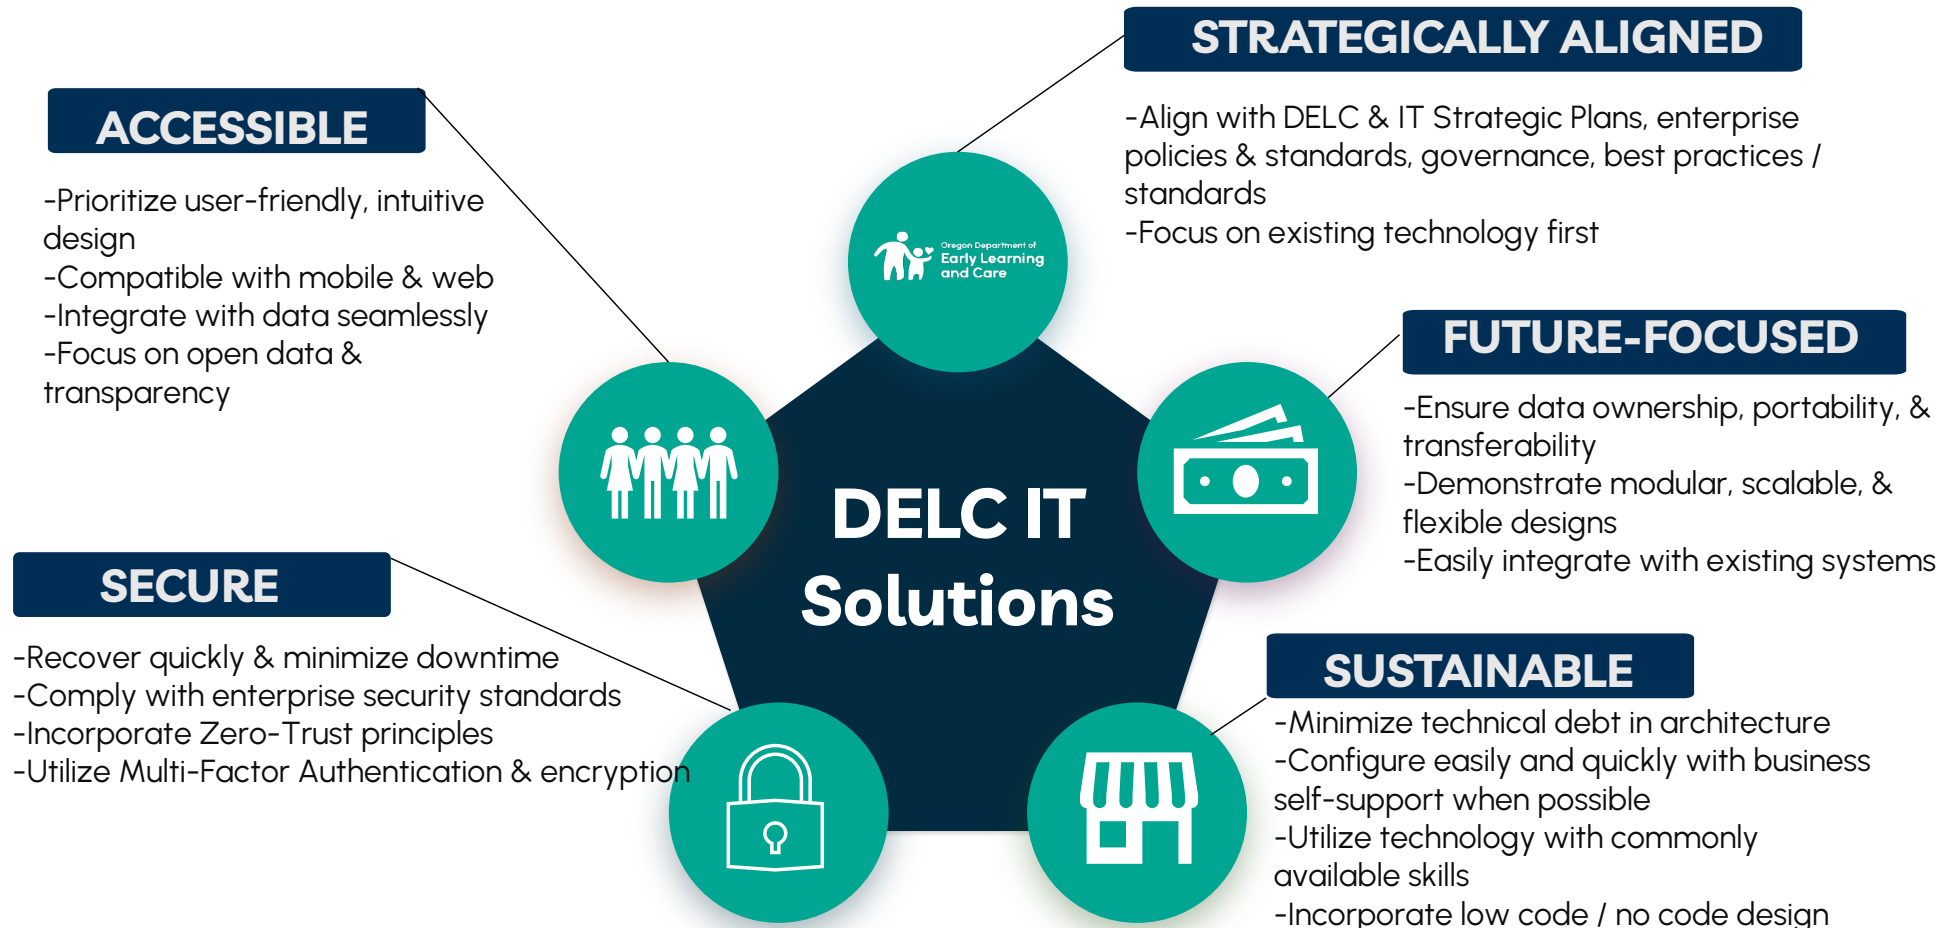 STRATEGICALLY ALIGNED
-Align with DELC & IT Strategic Plans, enterprise
policies & standards, governance, best practices /
standards
-Focus on existing technology first
ACCESSIBLE
-Prioritize user-friendly, intuitive
design
-Compatible with mobile & web
-Integrate with data seamlessly
-Focus on open data &
transparency
Oregon Department of
Early Learning
and Care
FUTURE-FOCUSED
-Ensure data ownership, portability, &
transferability
-Demonstrate modular, scalable, &
flexible designs
-Easily integrate with existing systems
DELC IT
Solutions
SECURE
-Recover quickly & minimize downtime
-Comply with enterprise security standards
-Incorporate Zero-Trust principles
-Utilize Multi-Factor Authentication & encryption
SUSTAINABLE
-Minimize technical debt in architecture
-Configure easily and quickly with business
self-support when possible
-Utilize technology with commonly
available skills
-Incorporate low code / no code design